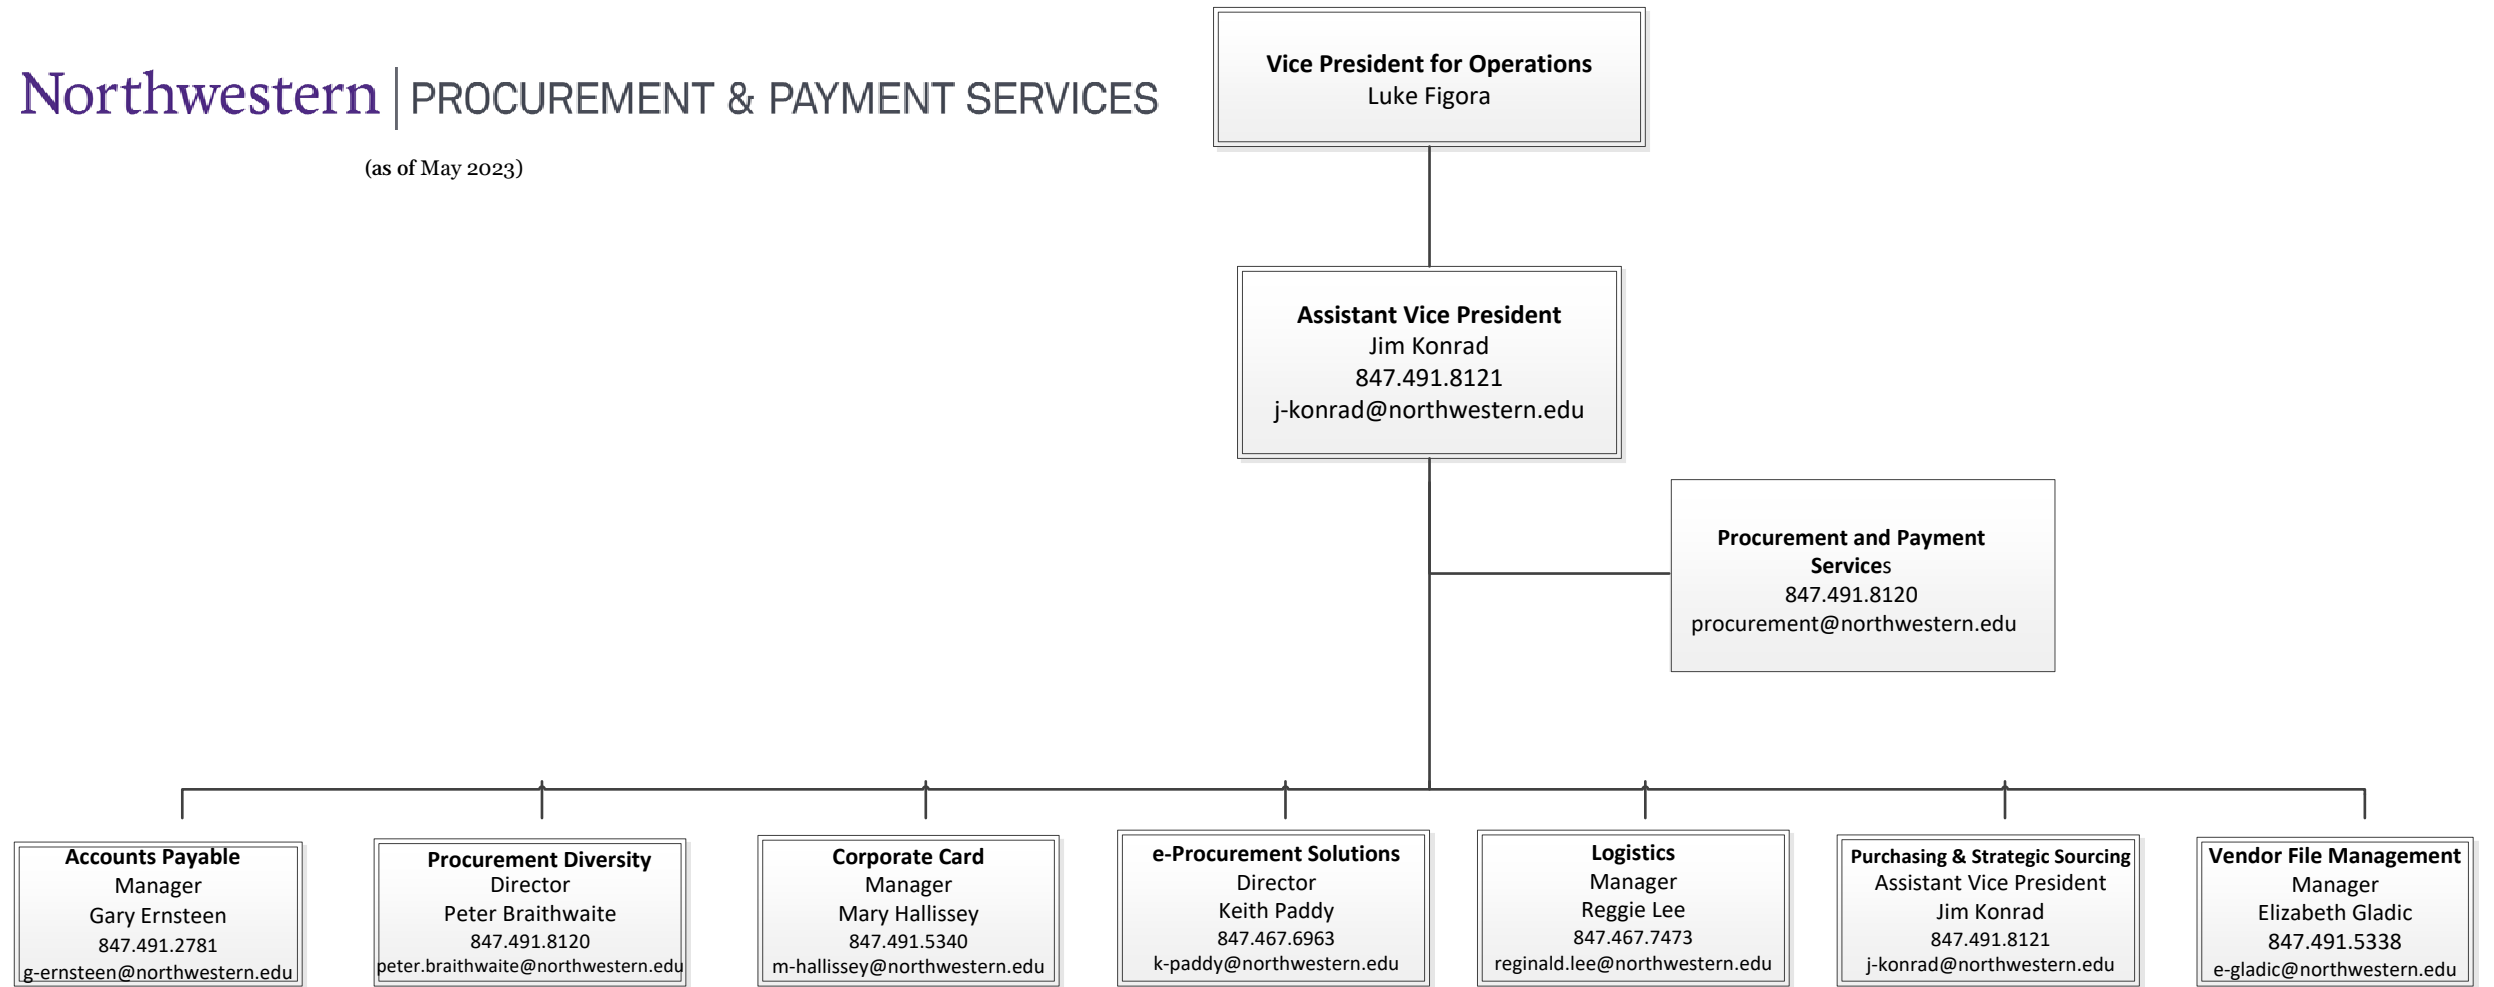 Northwestern | PROCUREMENT & PAYMENT SERVICES
(as of May 2023)
Vice President for Operations
Luke Figora
Assistant Vice President
Jim Konrad
847.491.8121
j-konrad@northwestern.edu
Procurement and Payment
Services
847.491.8120
procurement@northwestern.edu
Accounts Payable
Manager
Gary Ernsteen
847.491.2781
g-ernsteen@northwestern.edu
Procurement Diversity
Director
Peter Braithwaite
847.491.8120
peter.braithwaite@northwestern.edu
Corporate Card
Manager
Mary Hallissey
847.491.5340
m-hallissey@northwestern.edu
e-Procurement Solutions
Director
Keith Paddy
847.467.6963
k-paddy@northwestern.edu
Logistics
Manager
Reggie Lee
847.467.7473
reginald.lee@northwestern.edu
Purchasing & Strategic Sourcing
Assistant Vice President
Jim Konrad
847.491.8121
j-konrad@northwestern.edu
Vendor File Management
Manager
Elizabeth Gladic
847.491.5338
e-gladic@northwestern.edu